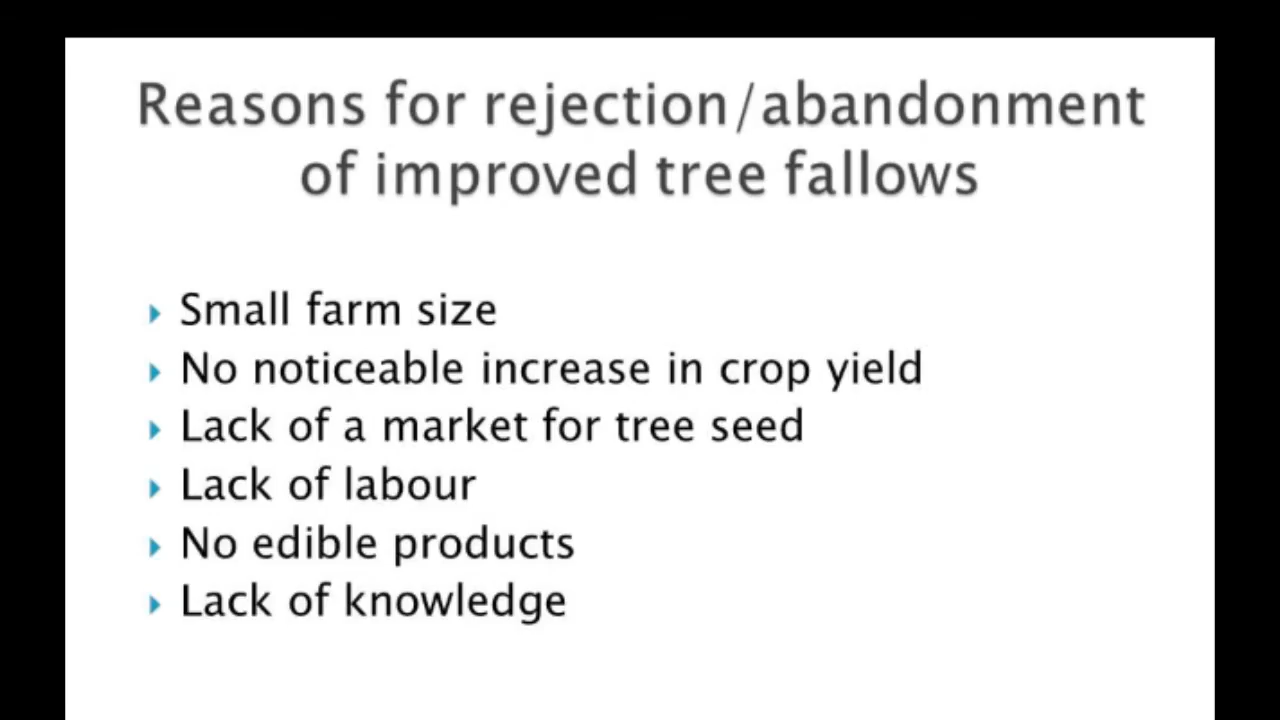 Reasons for rejection/abandonment
of improved tree fallows
Small farm size
No noticeable increase in crop yield
Lack of a market for tree seed
Lack of labour
No edible products
Lack of knowledge